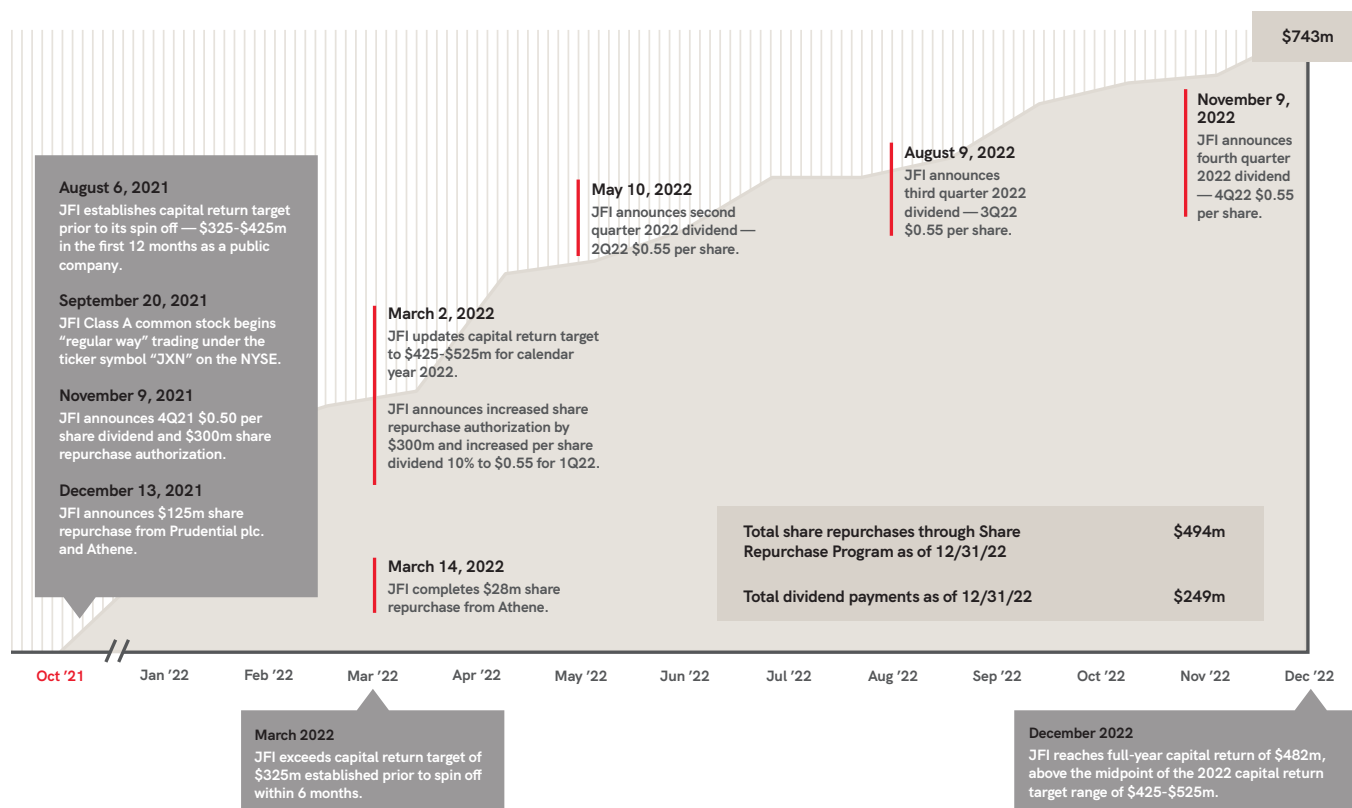 $743m
August 6, 2021
JFI establishes capital return target
prior to its spin off — $325-$425m
in the first 12 months as a public
company.
September 20, 2021
JFI Class A common stock begins
“regular way” trading under the
ticker symbol “JXN” on the NYSE.
November 9, 2021
JFI announces 4Q21 $0.50 per
share dividend and $300m share
repurchase authorization.
December 13, 2021
JFI announces $125m share
repurchase from Prudential plc.
and Athene.
March 2, 2022
JFI updates capital return target
to $425-$525m for calendar
year 2022.
JFI announces increased share
repurchase authorization by
$300m and increased per share
dividend 10% to $0.55 for 1Q22.
March 14, 2022
JFI completes $28m share
repurchase from Athene.
May 10, 2022
JFI announces second
quarter 2022 dividend —
2Q22 $0.55 per share.
August 9, 2022
JFI announces
third quarter 2022
dividend — 3Q22
$0.55 per share.
November 9,
2022
JFI announces
fourth quarter
2022 dividend
— 4Q22 $0.55
per share.
Total share repurchases through Share $494m
Repurchase Program as of 12/31/22
Total dividend payments as of 12/31/22 $249m
Oct ’21 Jan ’22 Feb ’22 Mar ’22 Apr ’22 May ’22 Jun ’22 Jul ’22 Aug ’22 Sep ’22 Oct ’22 Nov ’22 Dec ’22
March 2022
JFI exceeds capital return target of
$325m established prior to spin off
within 6 months.
December 2022
JFI reaches full-year capital return of $482m,
above the midpoint of the 2022 capital return
target range of $425-$525m.